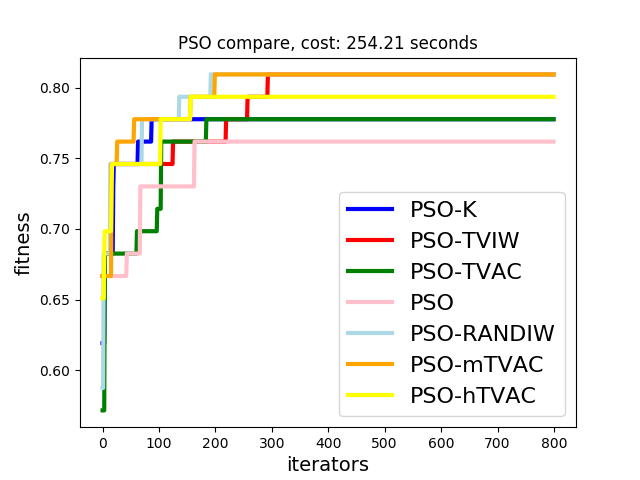 PSO compare, cost: 254.21 seconds
fitness
0.80
0.75
0.70
0.65
0.60
PSO-K
PSO-TVIW
PSO-TVAC
PSO
PSO-RANDIW
PSO-mTVAC
PSO-hTVAC
0 100 200 300 400 500 600 700 800
iterators